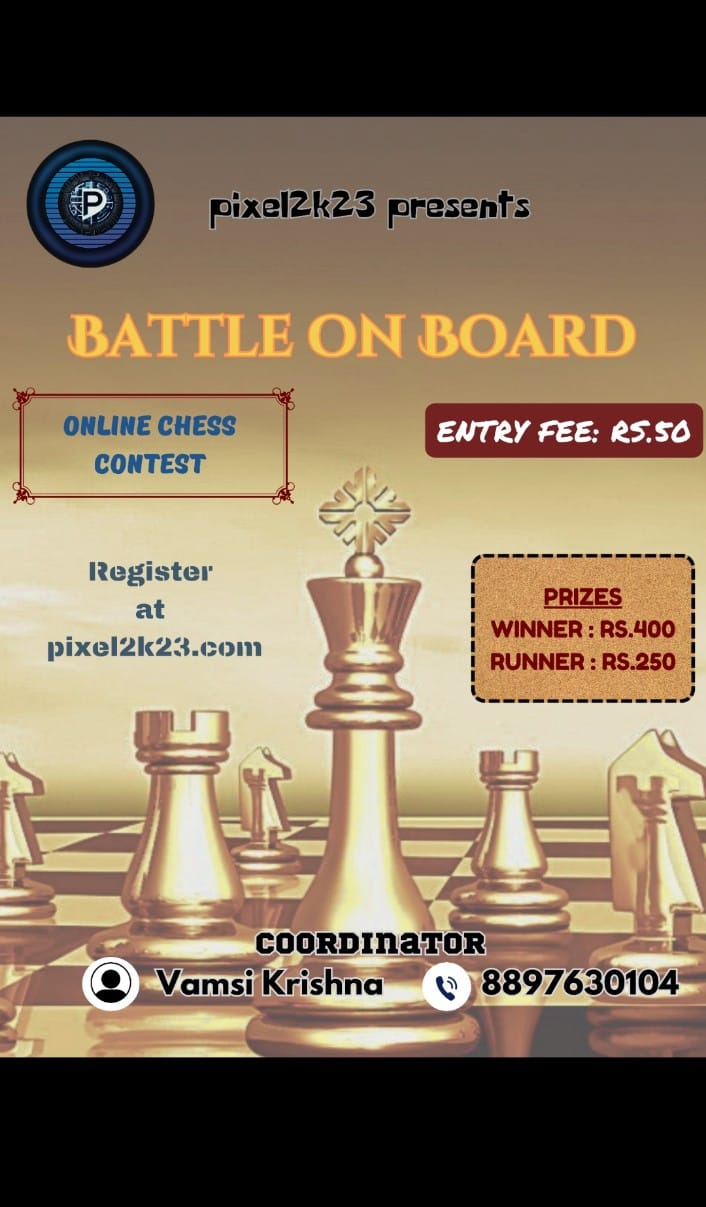 P
pixel2k23 presents
BATTLE ON BOARD
ONLINE CHESS
CONTEST
ENTRY FEE: RS.50
Register
at
pixel2k23.com
PRIZES
WINNER : RS.400
RUNNER : RS.250
COORDINATOR
Vamsi Krishna
8897630104